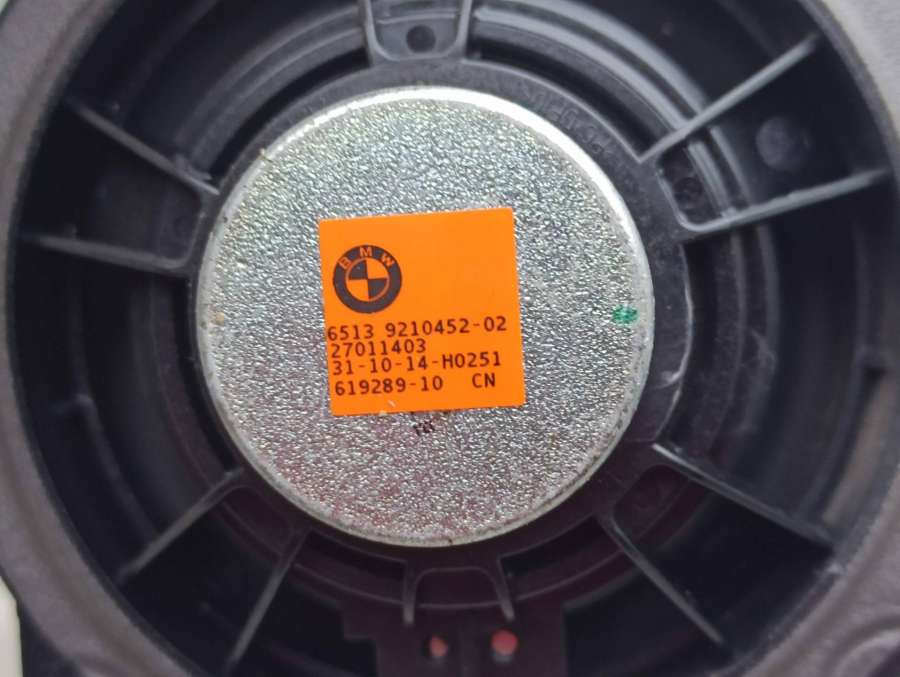 BMW
6513 9210452-02
27011403
31-10-14-H0251
619289-10 CN